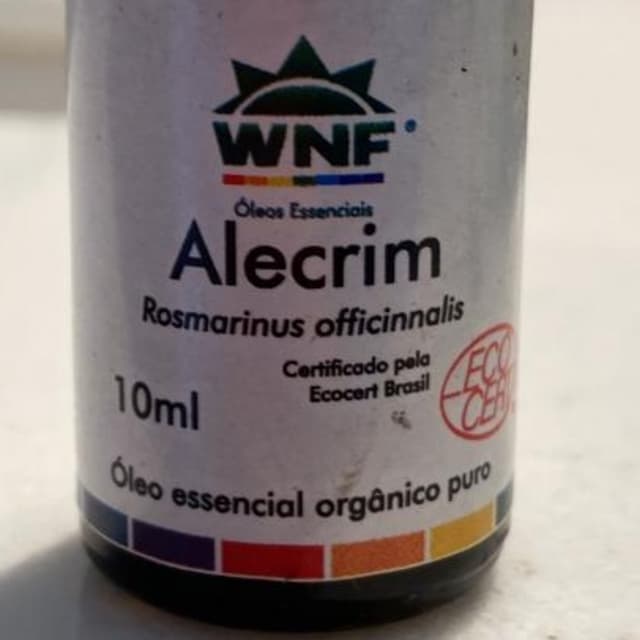 WNF
Óleos Essenciais
Alecrim
Rosmarinus officinnalis
Certificado pela
Ecocert Brasil
ECO
CERT
10ml
Óleo essencial orgânico puro